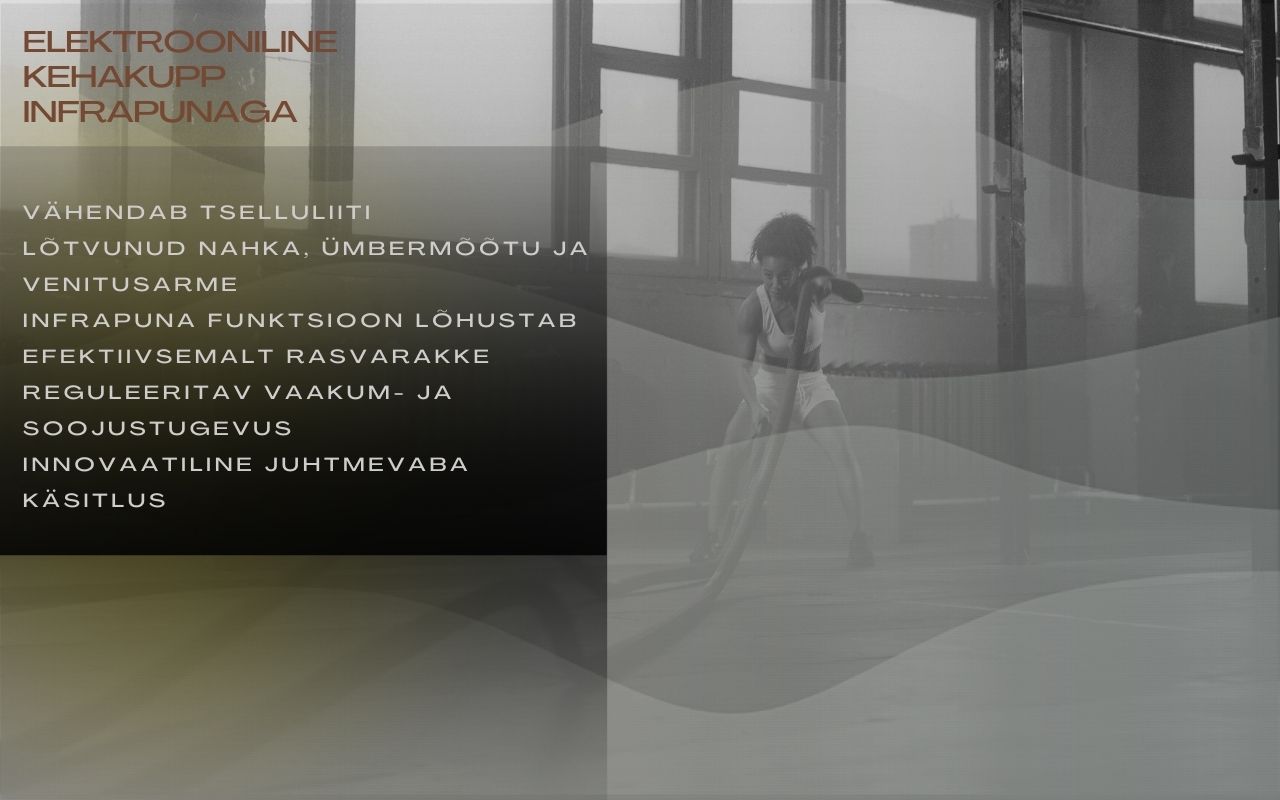 ELEKTROONILINE
KEHAKUPP
INFRAPUNAGA
VÄHENDAB TSELLULIITI
LÕTVUNUD NAHKA, ÜMBERMÕÕTU JA
VENITUSARME
INFRAPUNA FUNKTSIOON LÕHUSTAB
EFEKTIIVSEMALT RASVARAKKE
REGULEERITAV VAAKUM- JA
SOOJUSTUGEVUS
INNOVAATILINE JUHTMEVABA
KÄSITLUS